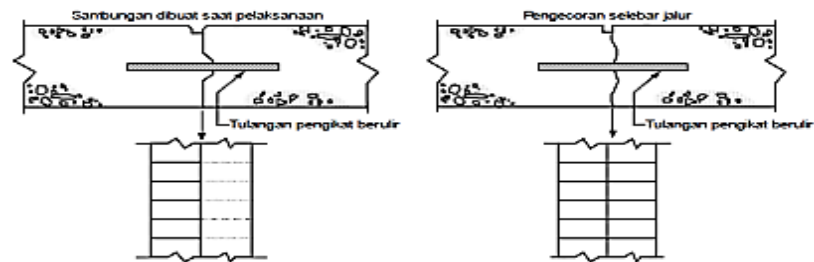 Sambungan dibuat saat pelaksanaan
Tulangan pengikat berulir
Pengecoran selebar jalur
Tulangan pengikat berulir